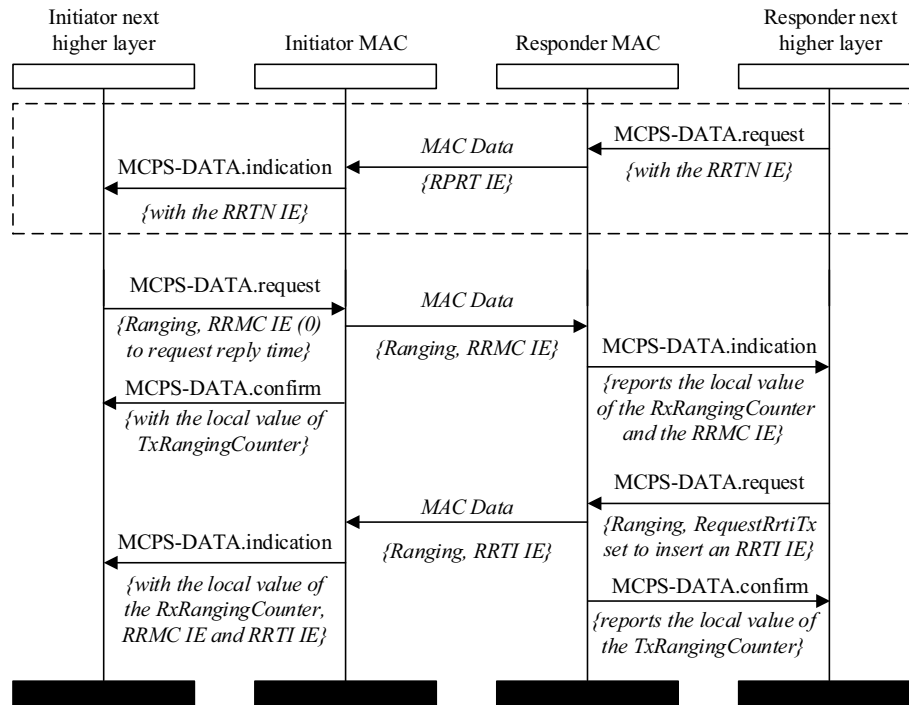 Initiator next
higher layer
Initiator MAC
Responder MAC
Responder next
higher layer
MCPS-DATA.request
MAC Data
{with the RRTN IE}
MCPS-DATA.indication
{RPRT IE}
{with the RRTN IE}
MCPS-DATA.request
MAC Data
{Ranging, RRMC IE (0)
to request reply time}
{Ranging, RRMC IE}
MCPS-DATA.indication
MCPS-DATA.confirm
{reports the local value
of the RxRangingCounter
and the RRMC IE}
{with the local value of
TxRangingCounter}
MCPS-DATA.request
MAC Data
{Ranging, RequestRrtiTx
set to insert an RRTI IE}
MCPS-DATA.indication
{Ranging, RRTI IE}
MCPS-DATA.confirm
{with the local value of
the RxRangingCounter,
RRMC IE and RRTI IE}
{reports the local value of
the TxRangingCounter}